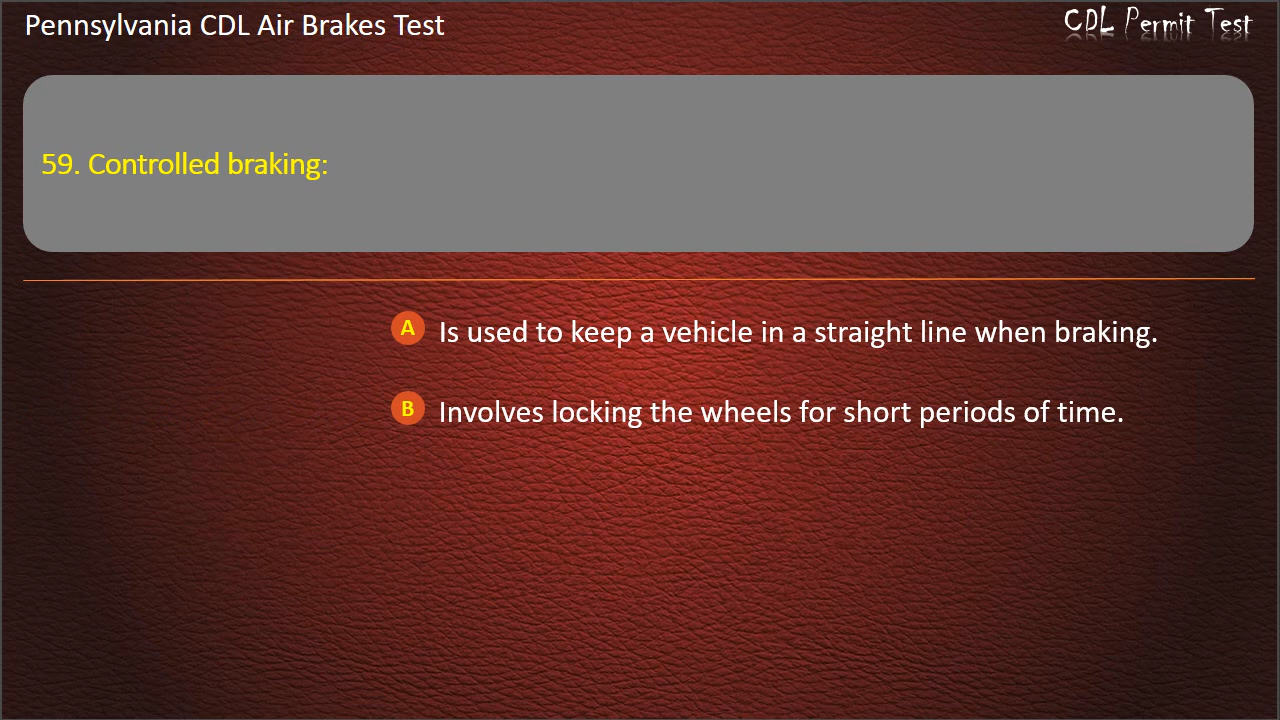 Pennsylvania CDL Air Brakes Test
CDL Permit Test
59. Controlled braking:
A Is used to keep a vehicle in a straight line when braking.
B Involves locking the wheels for short periods of time.